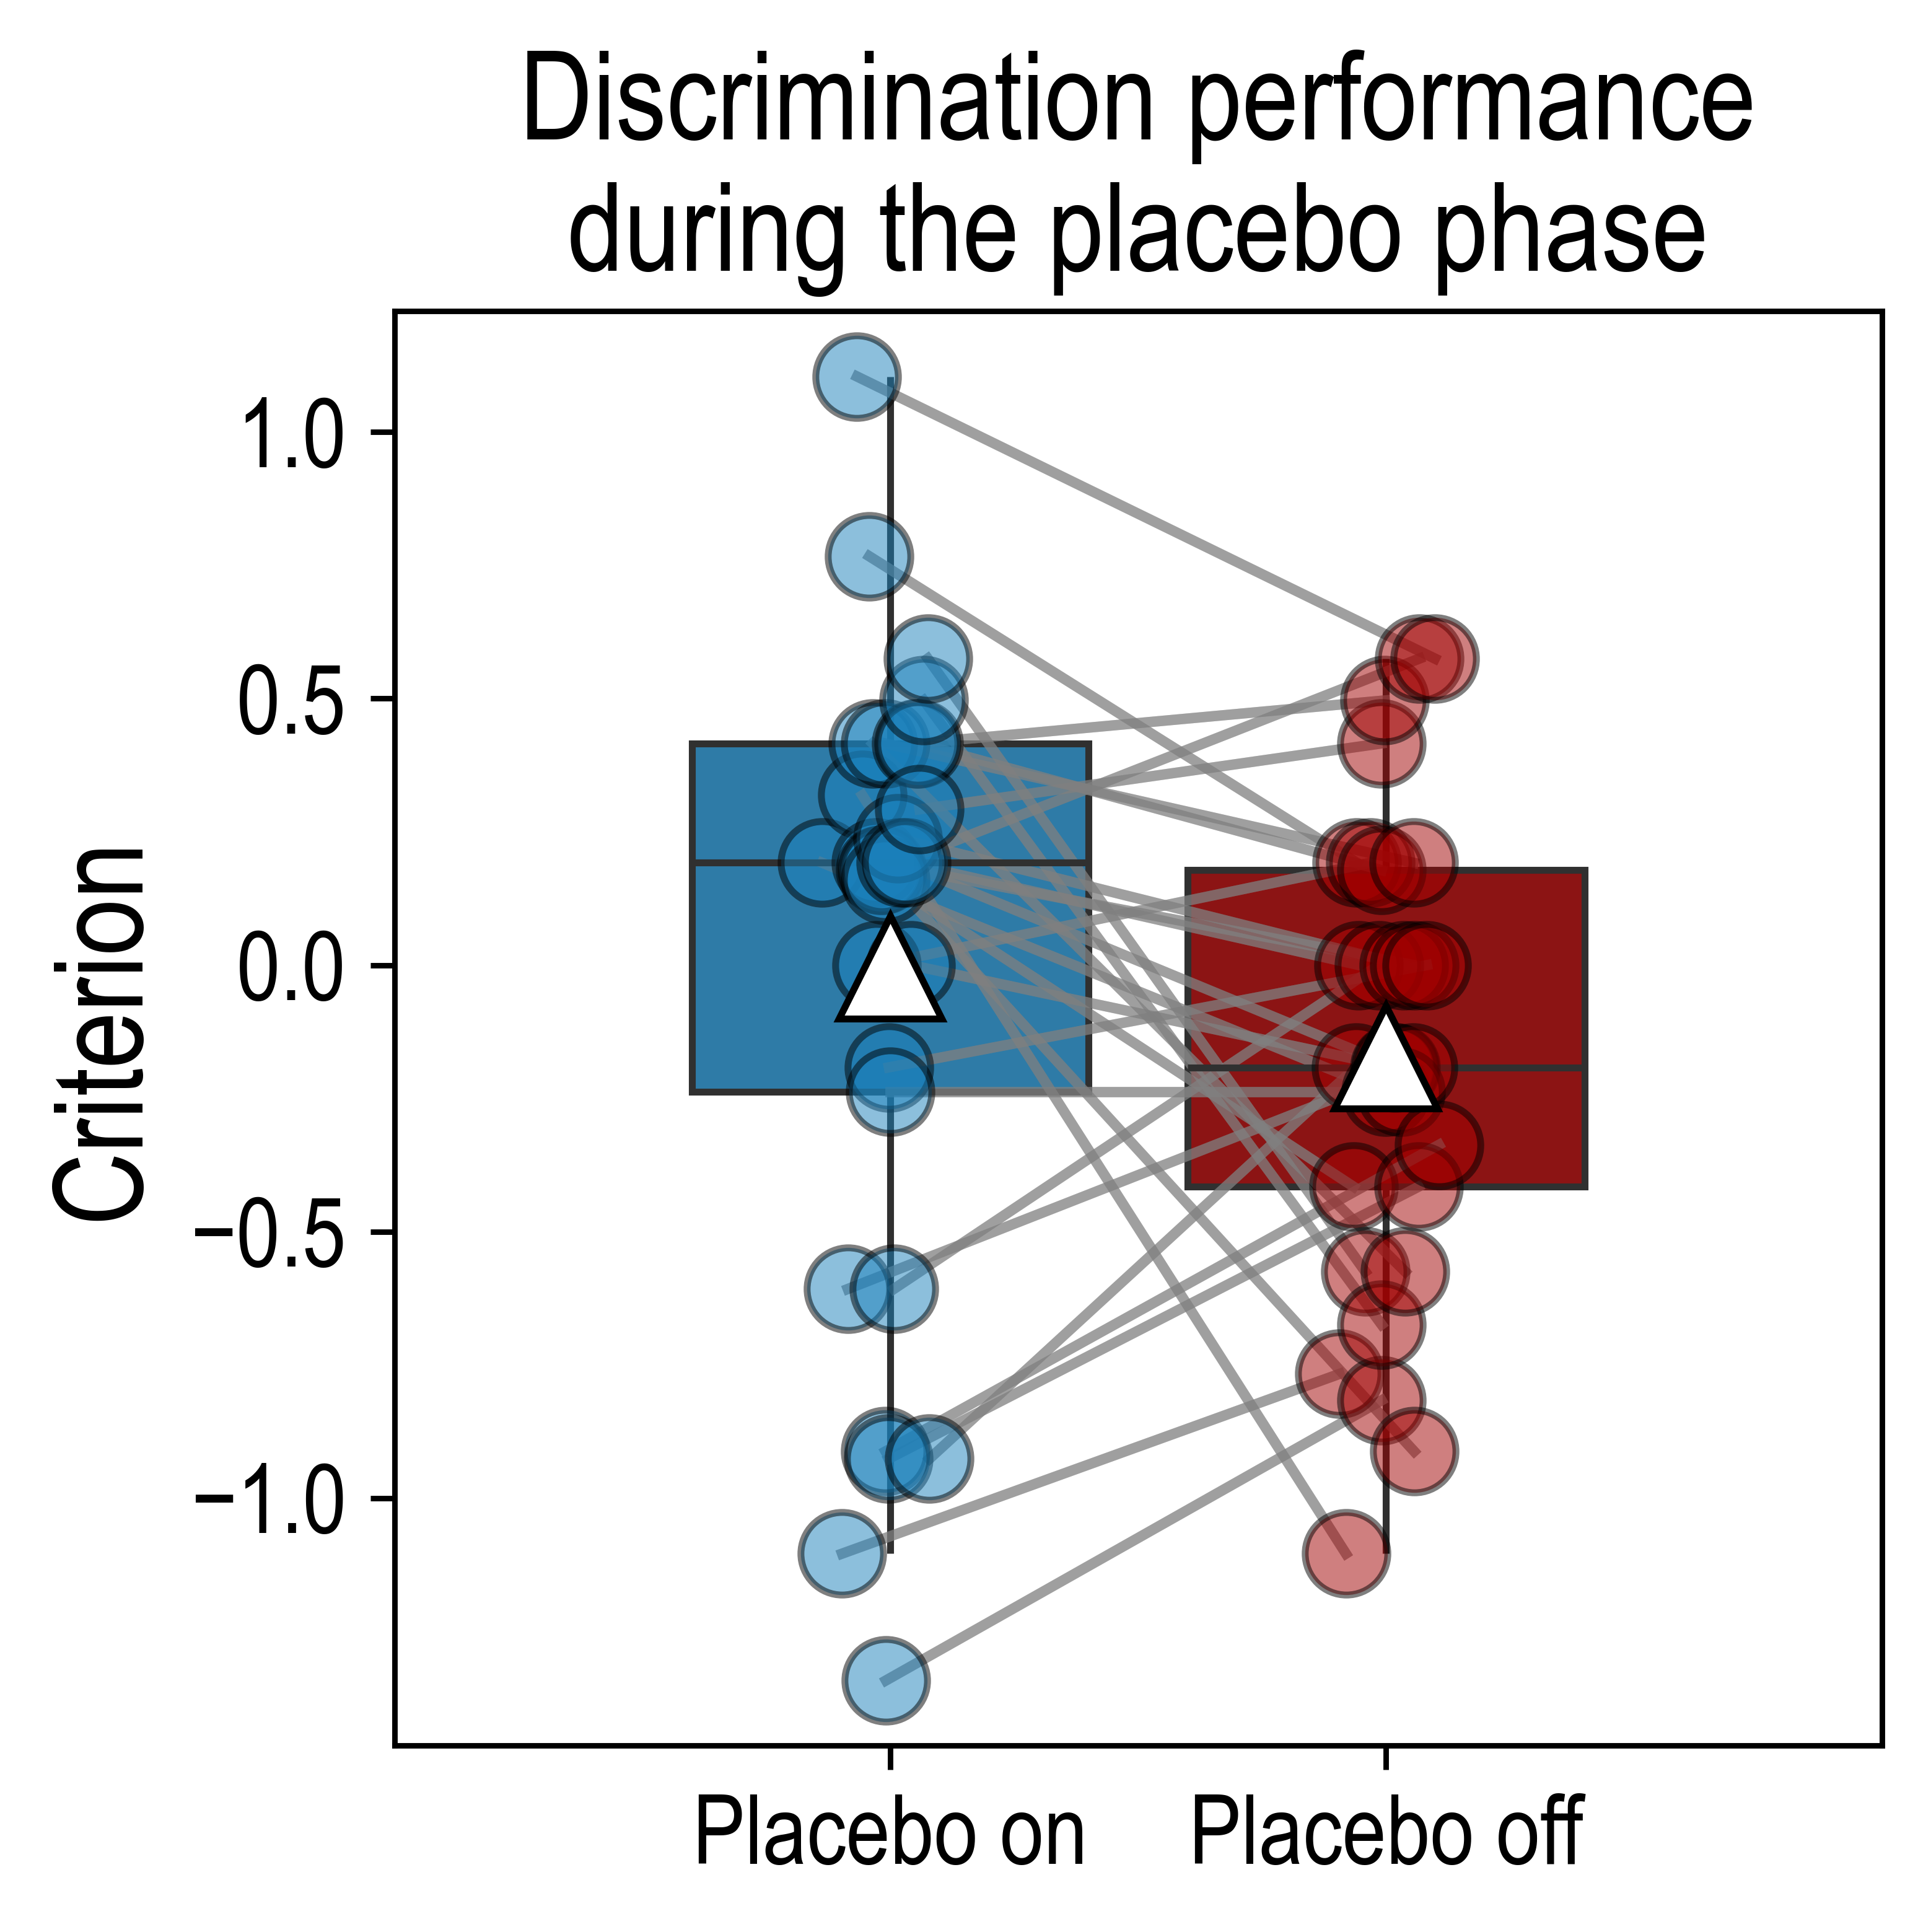 Discrimination performance
during the placebo phase
Criterion
1.0
0.5
0.0
−0.5
−1.0
Placebo on
Placebo off